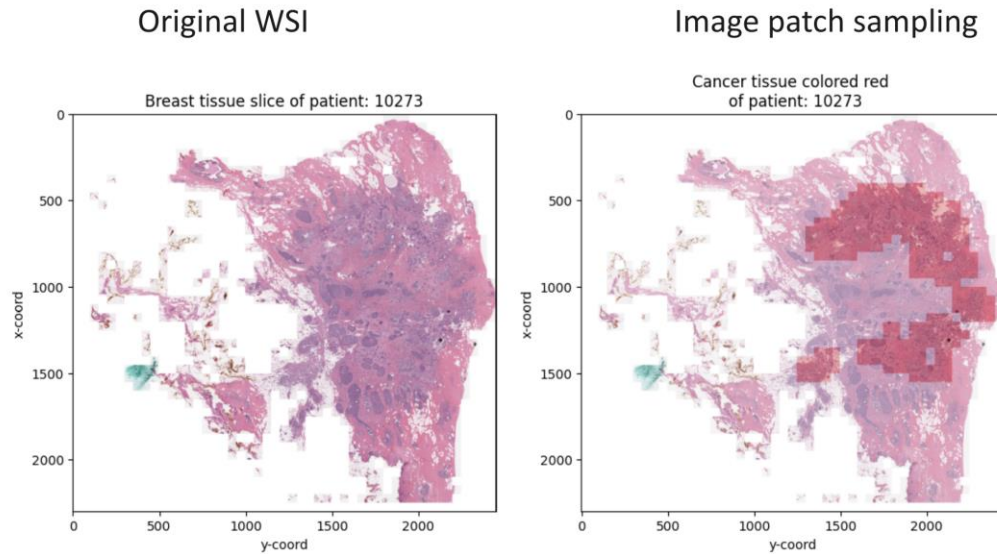 Original WSI
Image patch sampling
Breast tissue slice of patient: 10273
Cancer tissue colored red
of patient: 10273
0
500
1000
1500
2000
x-coord
0
500
1000
1500
2000
y-coord
0
500
1000
1500
2000
x-coord
0
500
1000
1500
2000
y-coord